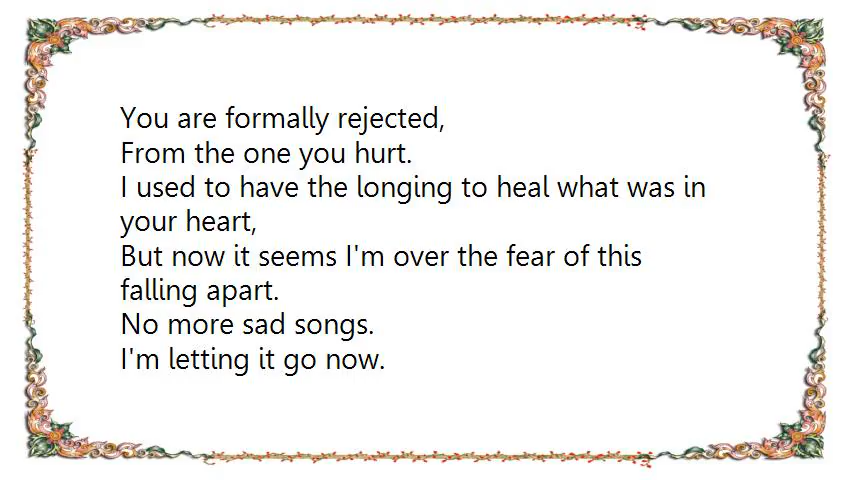 You are formally rejected,
From the one you hurt.
I used to have the longing to heal what was in
your heart,
But now it seems I'm over the fear of this
falling apart.
No more sad songs.
I'm letting it go now.